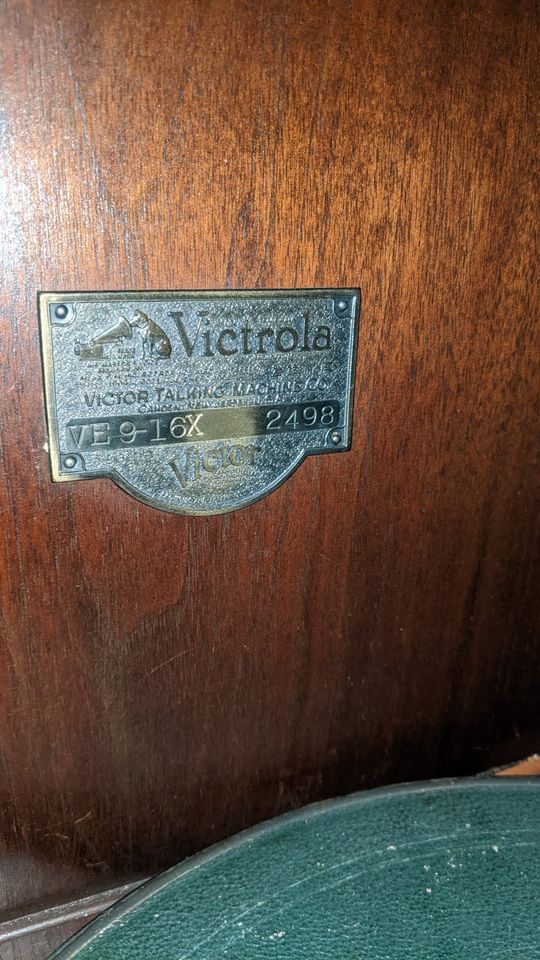 Victrola
VICTOR TALKING MACHINE CO.
VE 9-16X 2498
Victor